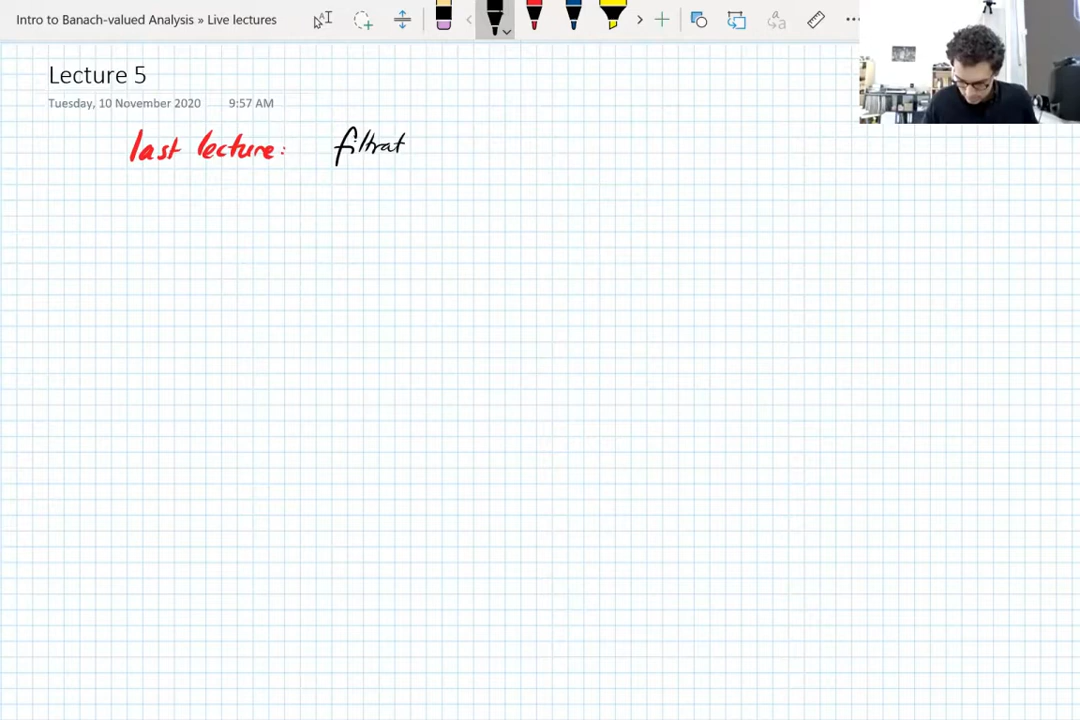 Intro to Banach-valued Analysis » Live lectures
Lecture 5
Tuesday, 10 November 2020 9:57 AM
last lecture: filtrat